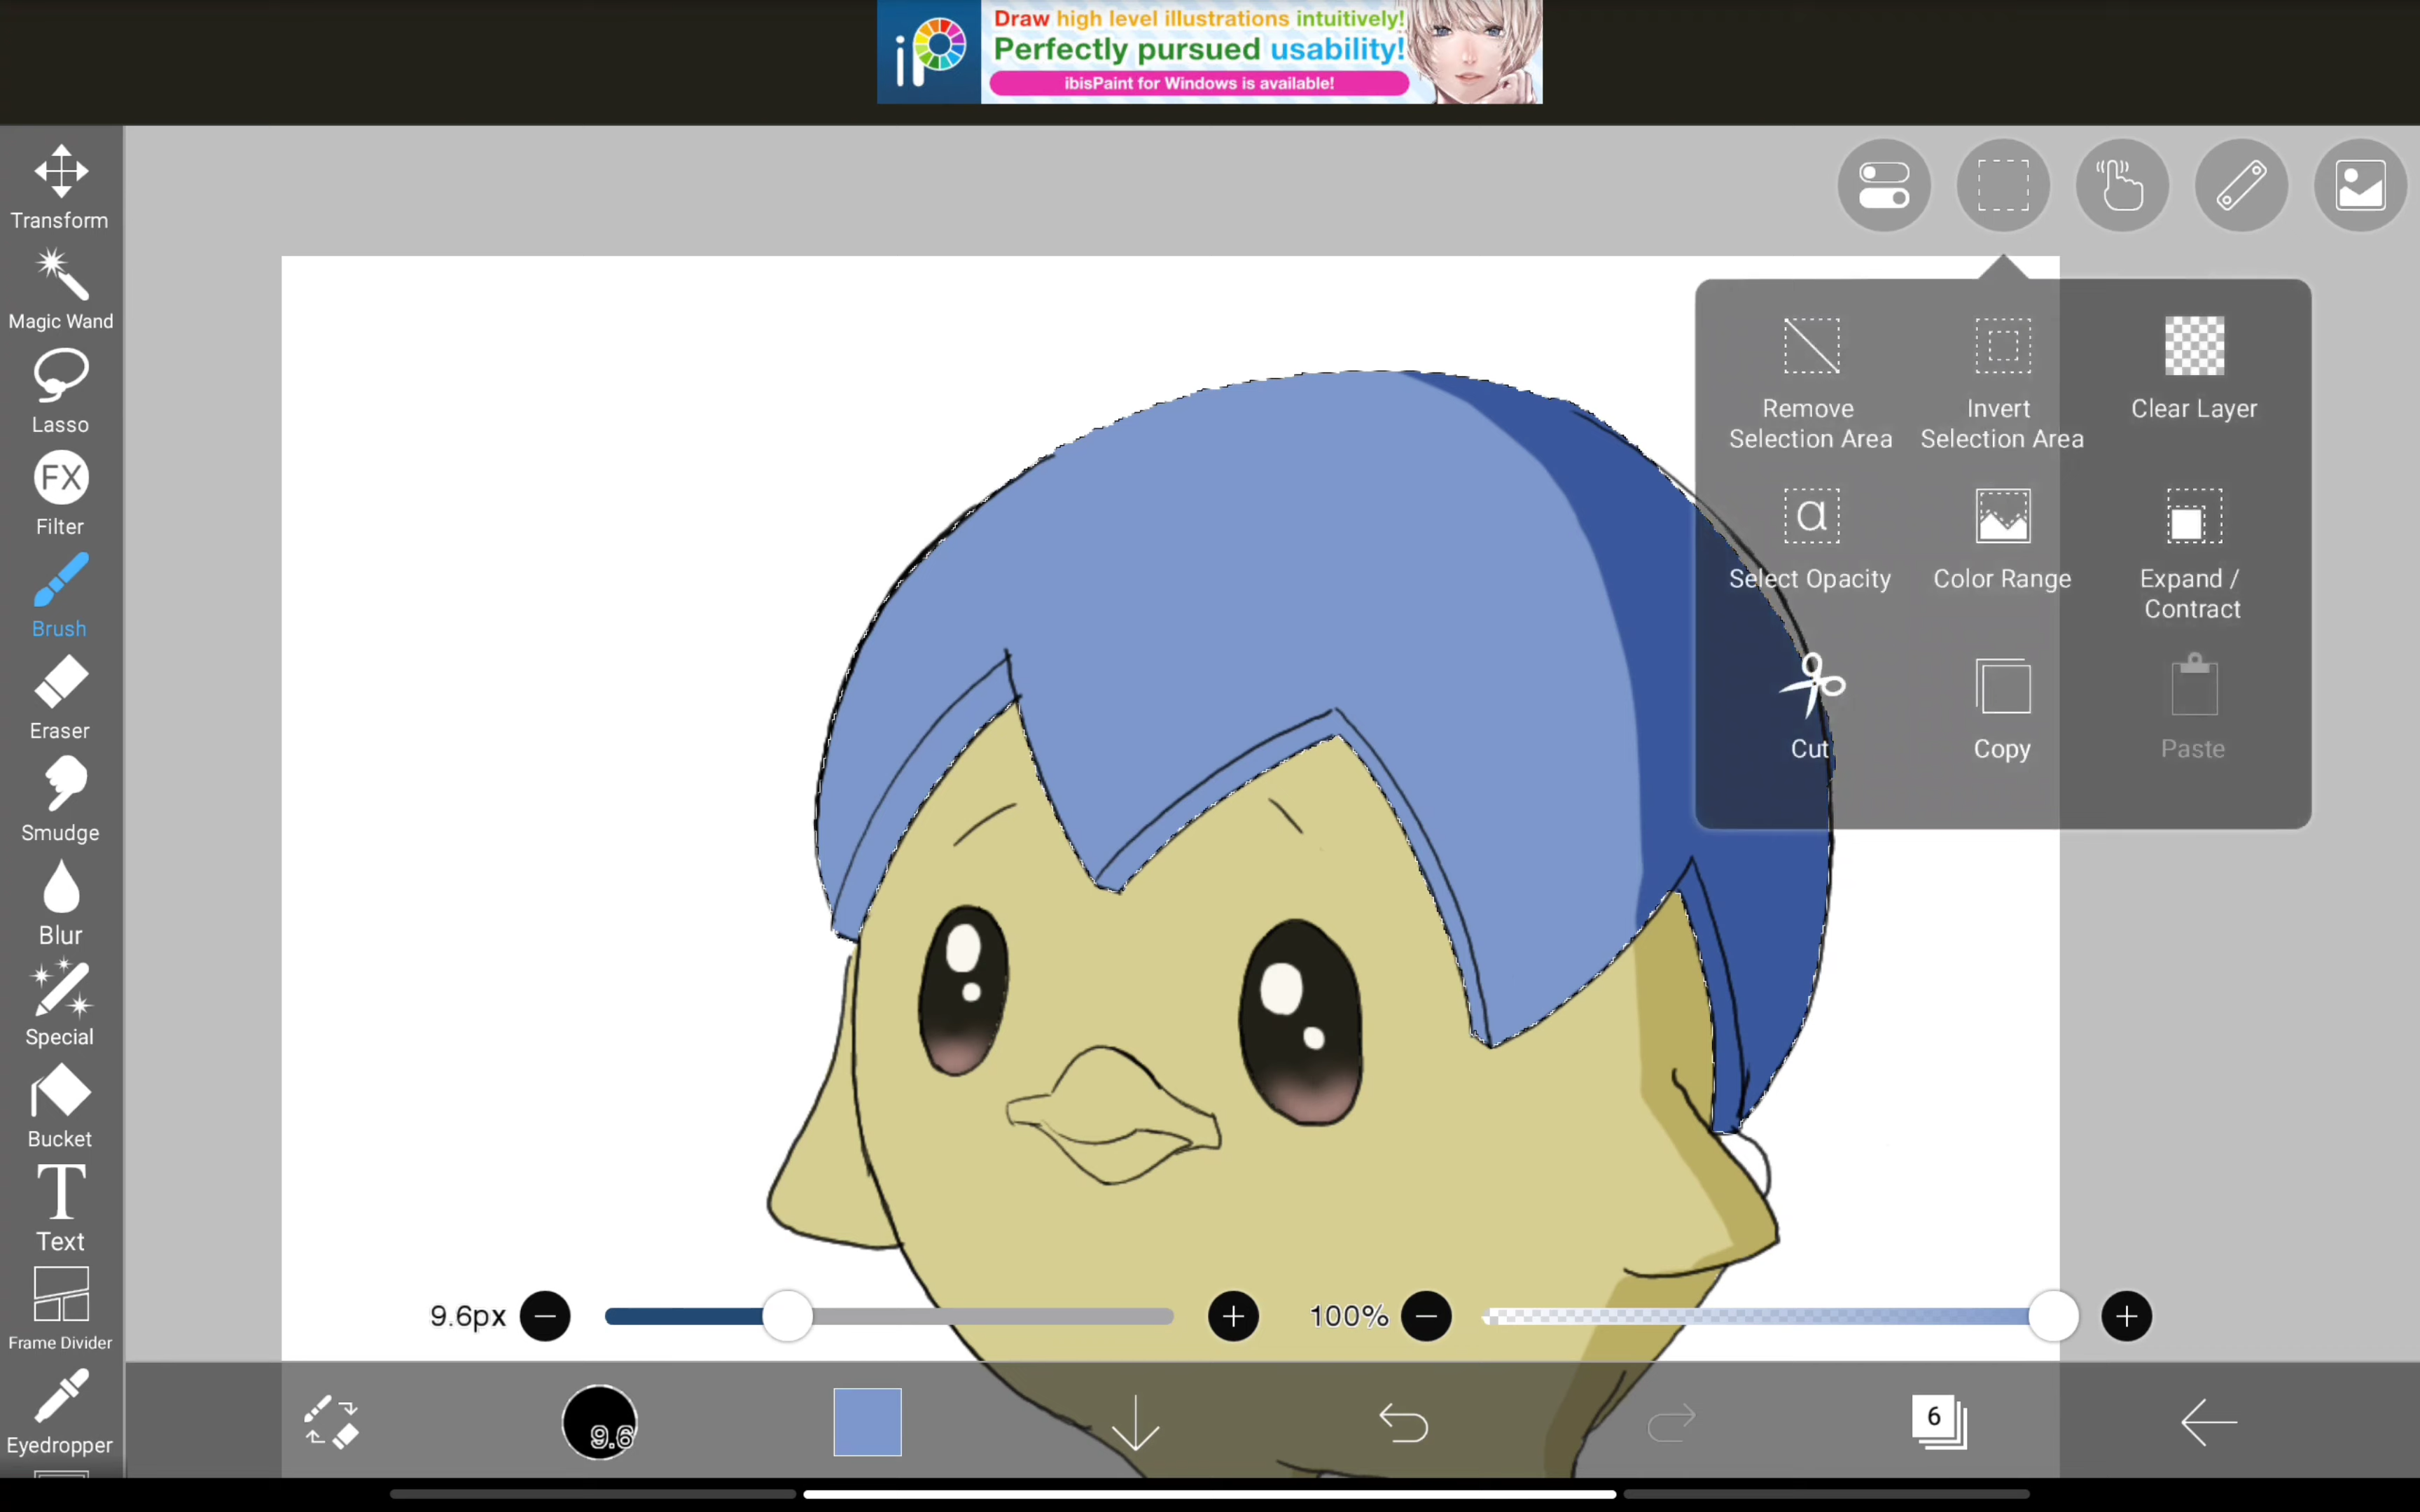 Draw high level illustrations intuitively!
iP
Perfectly pursued usability!
ibisPaint for Windows is available!
Transform
Magic Wand
Lasso
FX
Filter
Brush
Eraser
Smudge
Blur
Special
Bucket
T
Text
Frame Divider
Eyedropper
Remove
Selection Area
Invert
Selection Area
Clear Layer
α
Select Opacity
Color Range
Expand /
Contract
Cut
Copy
Paste
9.6px
100%
9.6
6